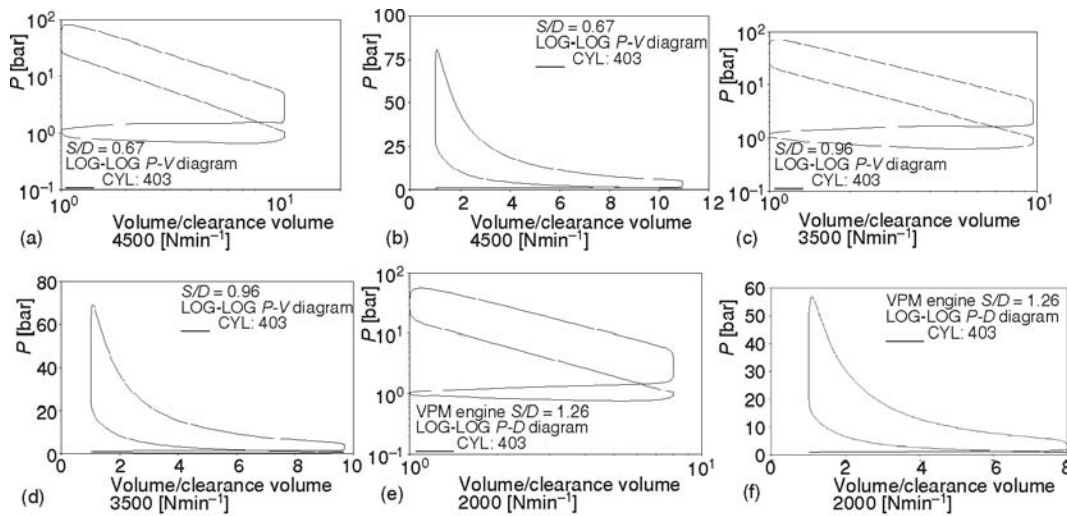 10²
10¹
10⁰
10⁻¹
P [bar]
S/D = 0.67
LOG-LOG P-V diagram
CYL: 403
10⁰
10¹
Volume/clearance volume
4500 [Nmin⁻¹]
(a)
100
75
50
25
0
P [bar]
S/D = 0.67
LOG-LOG P-V diagram
CYL: 403
0 2 4 6 8 10 12
Volume/clearance volume
4500 [Nmin⁻¹]
(b)
10²
10¹
10⁰
10⁻¹
P [bar]
S/D = 0.96
LOG-LOG P-V diagram
CYL: 403
10⁰
10¹
Volume/clearance volume
3500 [Nmin⁻¹]
(c)
80
60
40
20
0
P [bar]
S/D = 0.96
LOG-LOG P-V diagram
CYL: 403
0 2 4 6 8 10
Volume/clearance volume
3500 [Nmin⁻¹]
(d)
10²
10¹
10⁰
10⁻¹
P [bar]
VPM engine S/D = 1.26
LOG-LOG P-D diagram
CYL: 403
10⁰
10¹
Volume/clearance volume
2000 [Nmin⁻¹]
(e)
60
50
40
30
20
10
0
P [bar]
VPM engine S/D = 1.26
LOG-LOG P-D diagram
CYL: 403
0 2 4 6 8
Volume/clearance volume
2000 [Nmin⁻¹]
(f)